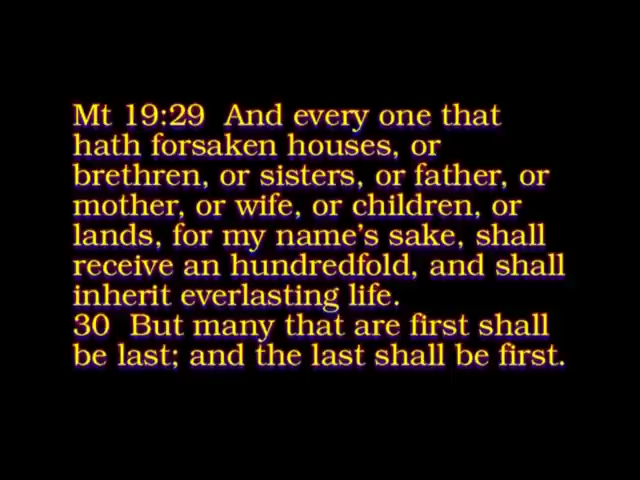 Mt 19:29  And every one that
hath forsaken houses, or
brethren, or sisters, or father, or
mother, or wife, or children, or
lands, for my name’s sake, shall
receive an hundredfold, and shall
inherit everlasting life.
30  But many that are first shall
be last; and the last shall be first.